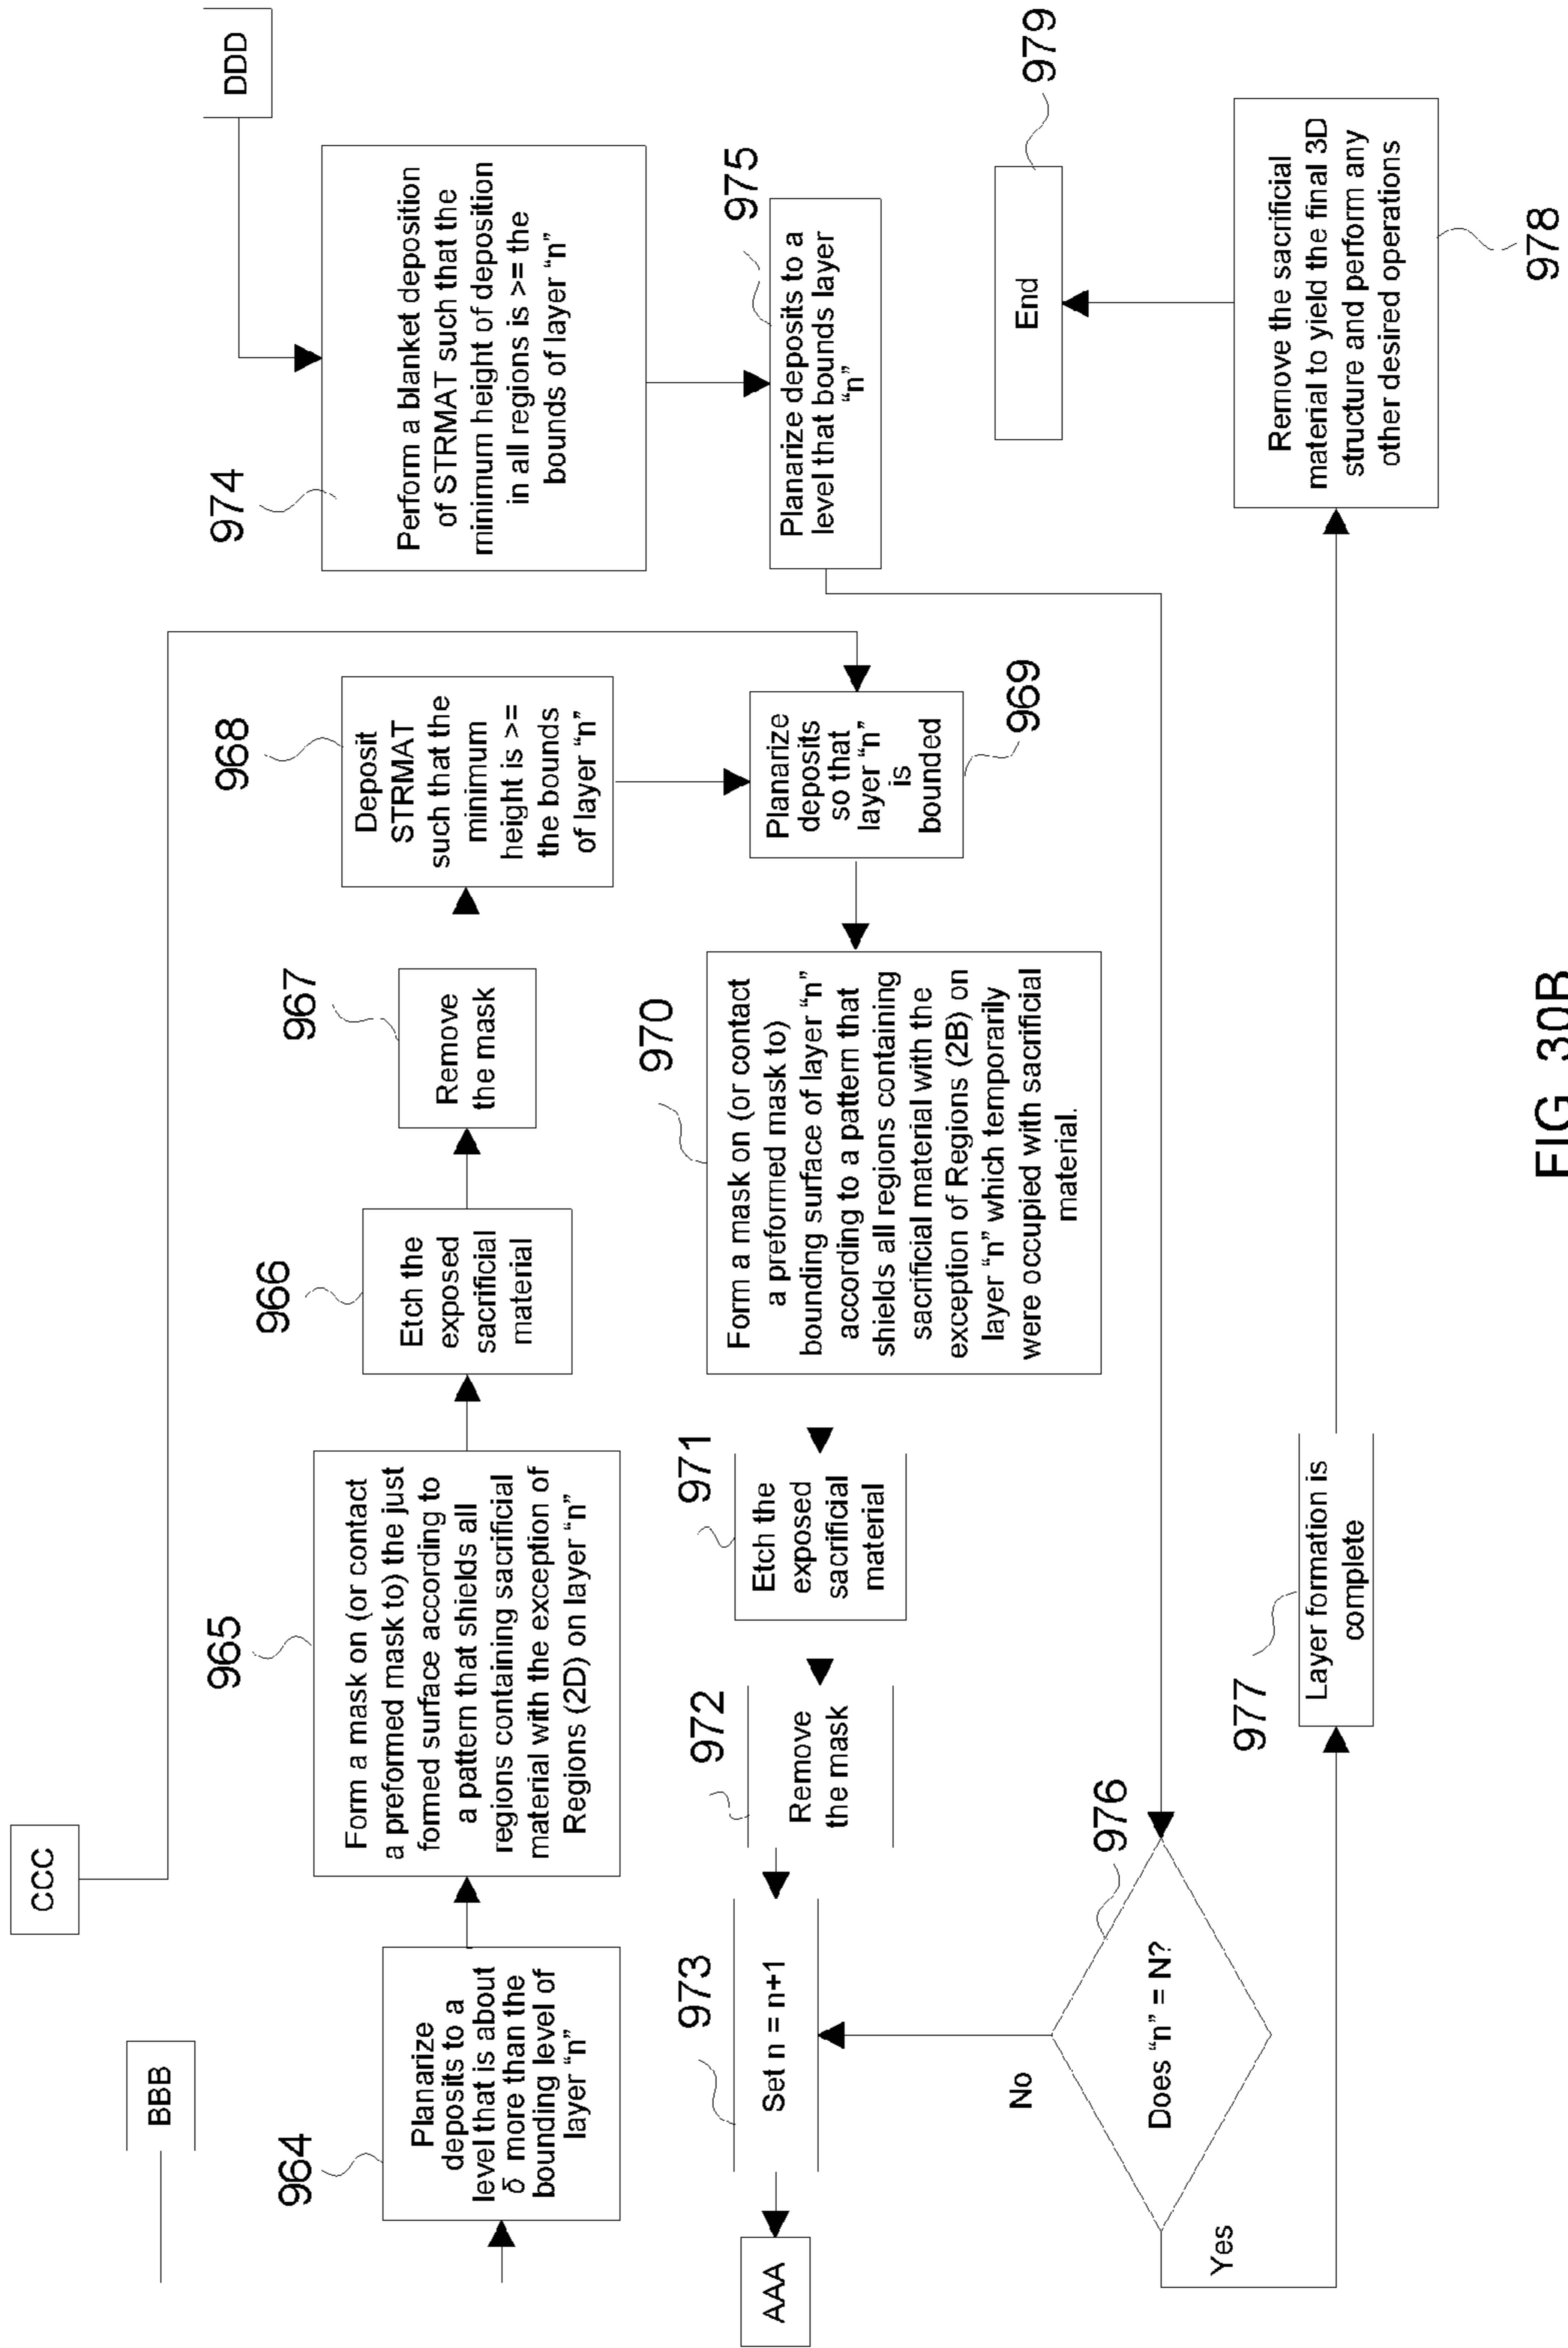 CCC
BBB
DDD
964
Planarize
deposits to a
level that is about
δ more than the
bounding level of
layer “n”
965
Form a mask on (or contact
a preformed mask to) the just
formed surface according to
a pattern that shields all
regions containing sacrificial
material with the exception of
Regions (2D) on layer “n”
966
Etch the
exposed
sacrificial
material
967
Remove
the mask
968
Deposit
STRMAT
such that the
minimum
height is >=
the bounds
of layer “n”
974
Perform a blanket deposition
of STRMAT such that the
minimum height of deposition
in all regions is >= the
bounds of layer “n”
AAA
973
Set n = n+1
972
Remove
the mask
971
Etch the
exposed
sacrificial
material
970
Form a mask on (or contact
a preformed mask to)
bounding surface of layer “n”
according to a pattern that
shields all regions containing
sacrificial material with the
exception of Regions (2B) on
layer “n” which temporarily
were occupied with sacrificial
material.
969
Planarize
deposits
so that
layer “n”
is
bounded
975
Planarize deposits to a
level that bounds layer
“n”
976
Does “n” = N?
No
Yes
977
Layer formation is
complete
978
Remove the sacrificial
material to yield the final 3D
structure and perform any
other desired operations
979
End
FIG. 30B